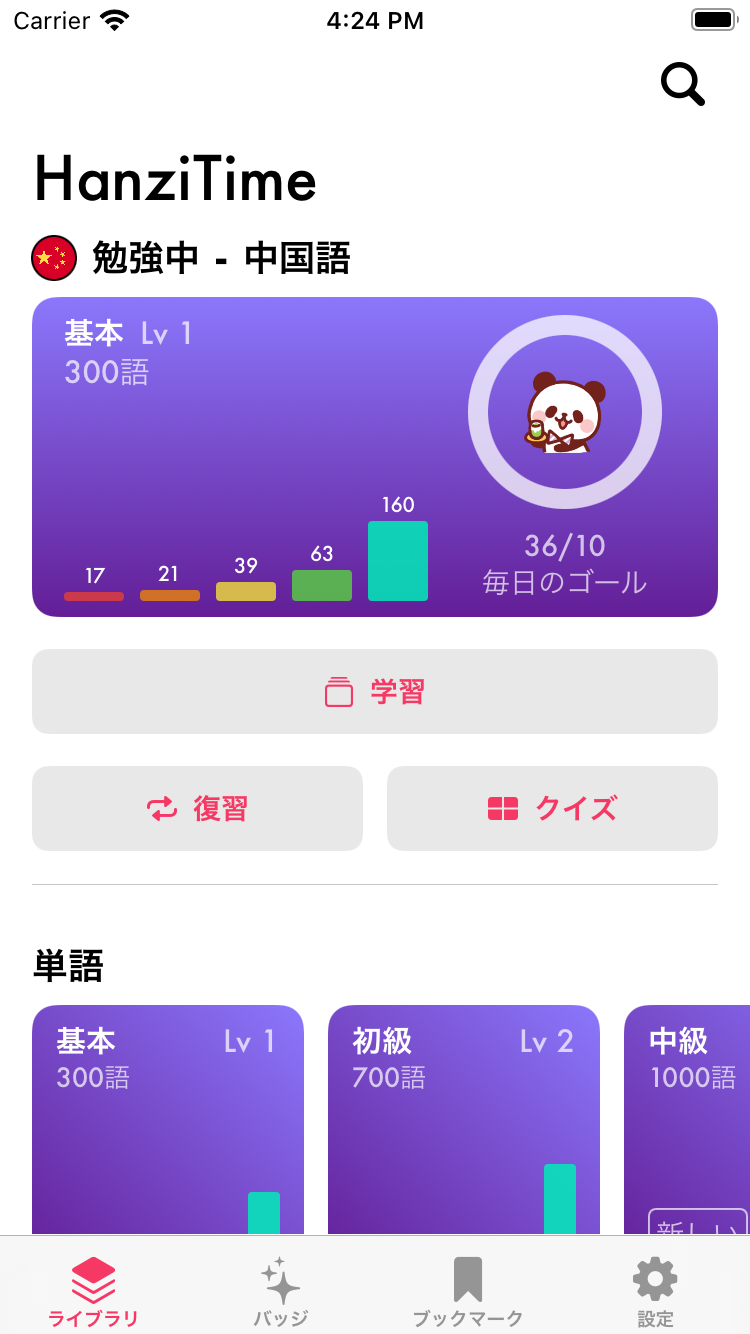 Carrier 4:24 PM
HanziTime
勉強中 - 中国語
基本 Lv 1
300語
17 21 39 63 160
36/10
毎日のゴール
学習
復習 クイズ
単語
基本 Lv 1 初級 Lv 2 中級
300語 700語 1000語
新しい
ライブラリ バッジ ブックマーク 設定